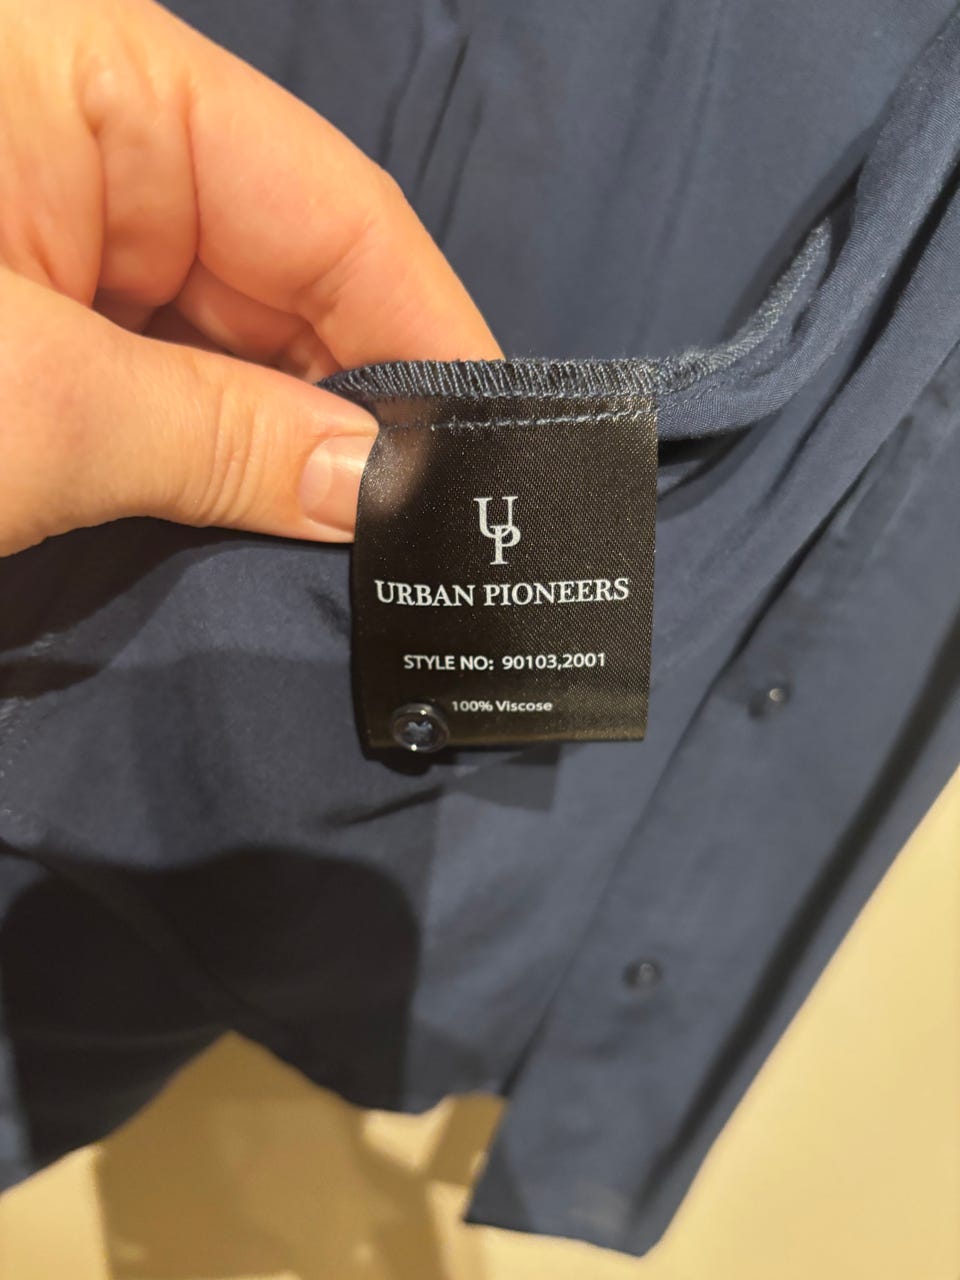 UP
URBAN PIONEERS
STYLE NO: 90103,2001
100% Viscose